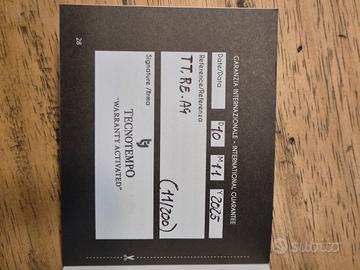 GARANZIA INTERNAZIONALE - INTERNATIONAL GUARANTEE
Date/Data
D 10 M 11 Y 2025
Reference/Referenza
TT.RE.A9
(11/200)
Signature/firma
TECNOTEMPO
"WARRANTY ACTIVATED"
28
subito